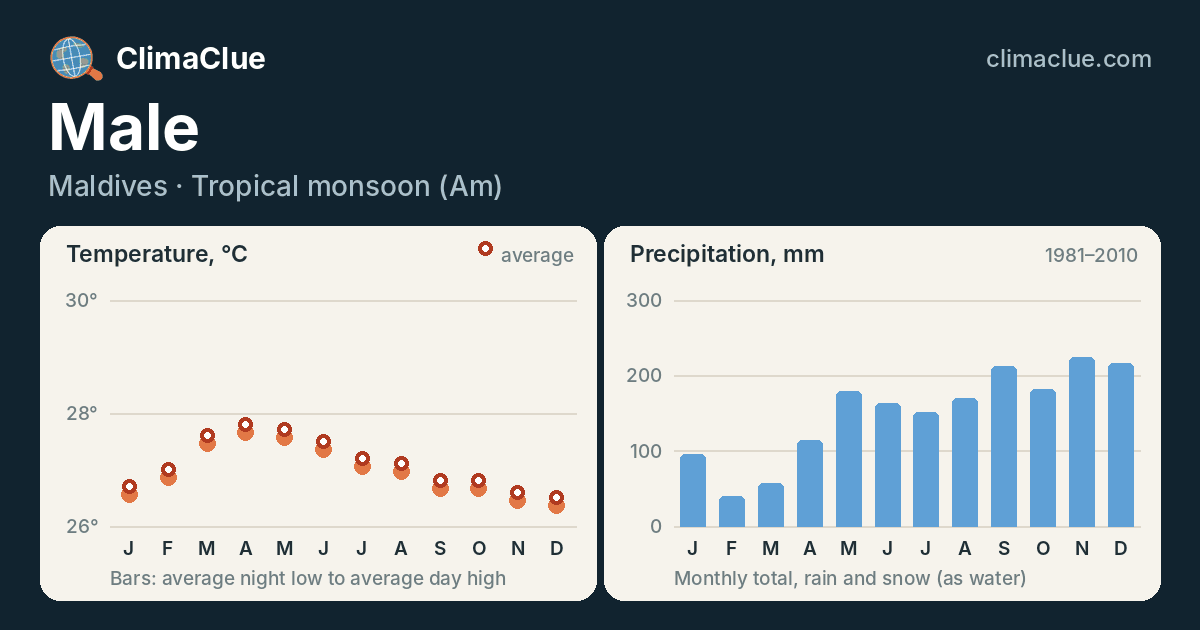 ClimaClue
climaclue.com
Male
Maldives · Tropical monsoon (Am)
Temperature, °C
average
30°
28°
26°
J F M A M J J A S O N D
Bars: average night low to average day high
Precipitation, mm
1981–2010
300
200
100
0
J F M A M J J A S O N D
Monthly total, rain and snow (as water)